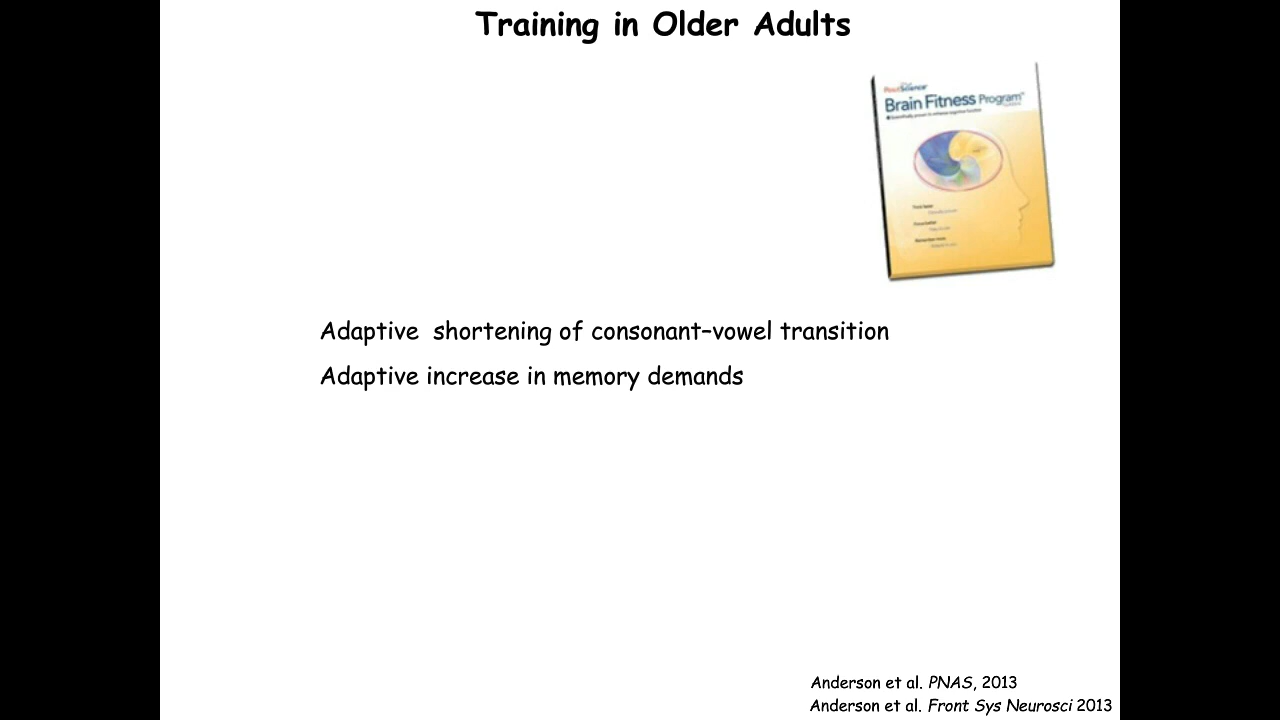 Training in Older Adults
PositScience
Brain Fitness Program
Adaptive shortening of consonant–vowel transition
Adaptive increase in memory demands
Anderson et al. PNAS, 2013
Anderson et al. Front Sys Neurosci 2013